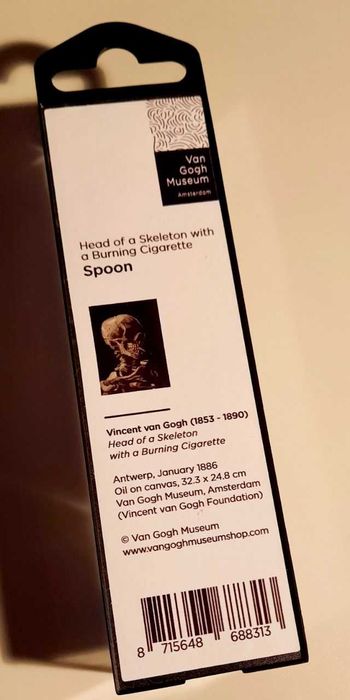 Van
Gogh
Museum
Amsterdam
Head of a Skeleton with
a Burning Cigarette
Spoon
Vincent van Gogh (1853 - 1890)
Head of a Skeleton
with a Burning Cigarette
Antwerp, January 1886
Oil on canvas, 32.3 x 24.8 cm
Van Gogh Museum, Amsterdam
(Vincent van Gogh Foundation)
© Van Gogh Museum
www.vangoghmuseumshop.com
8 715648 688313